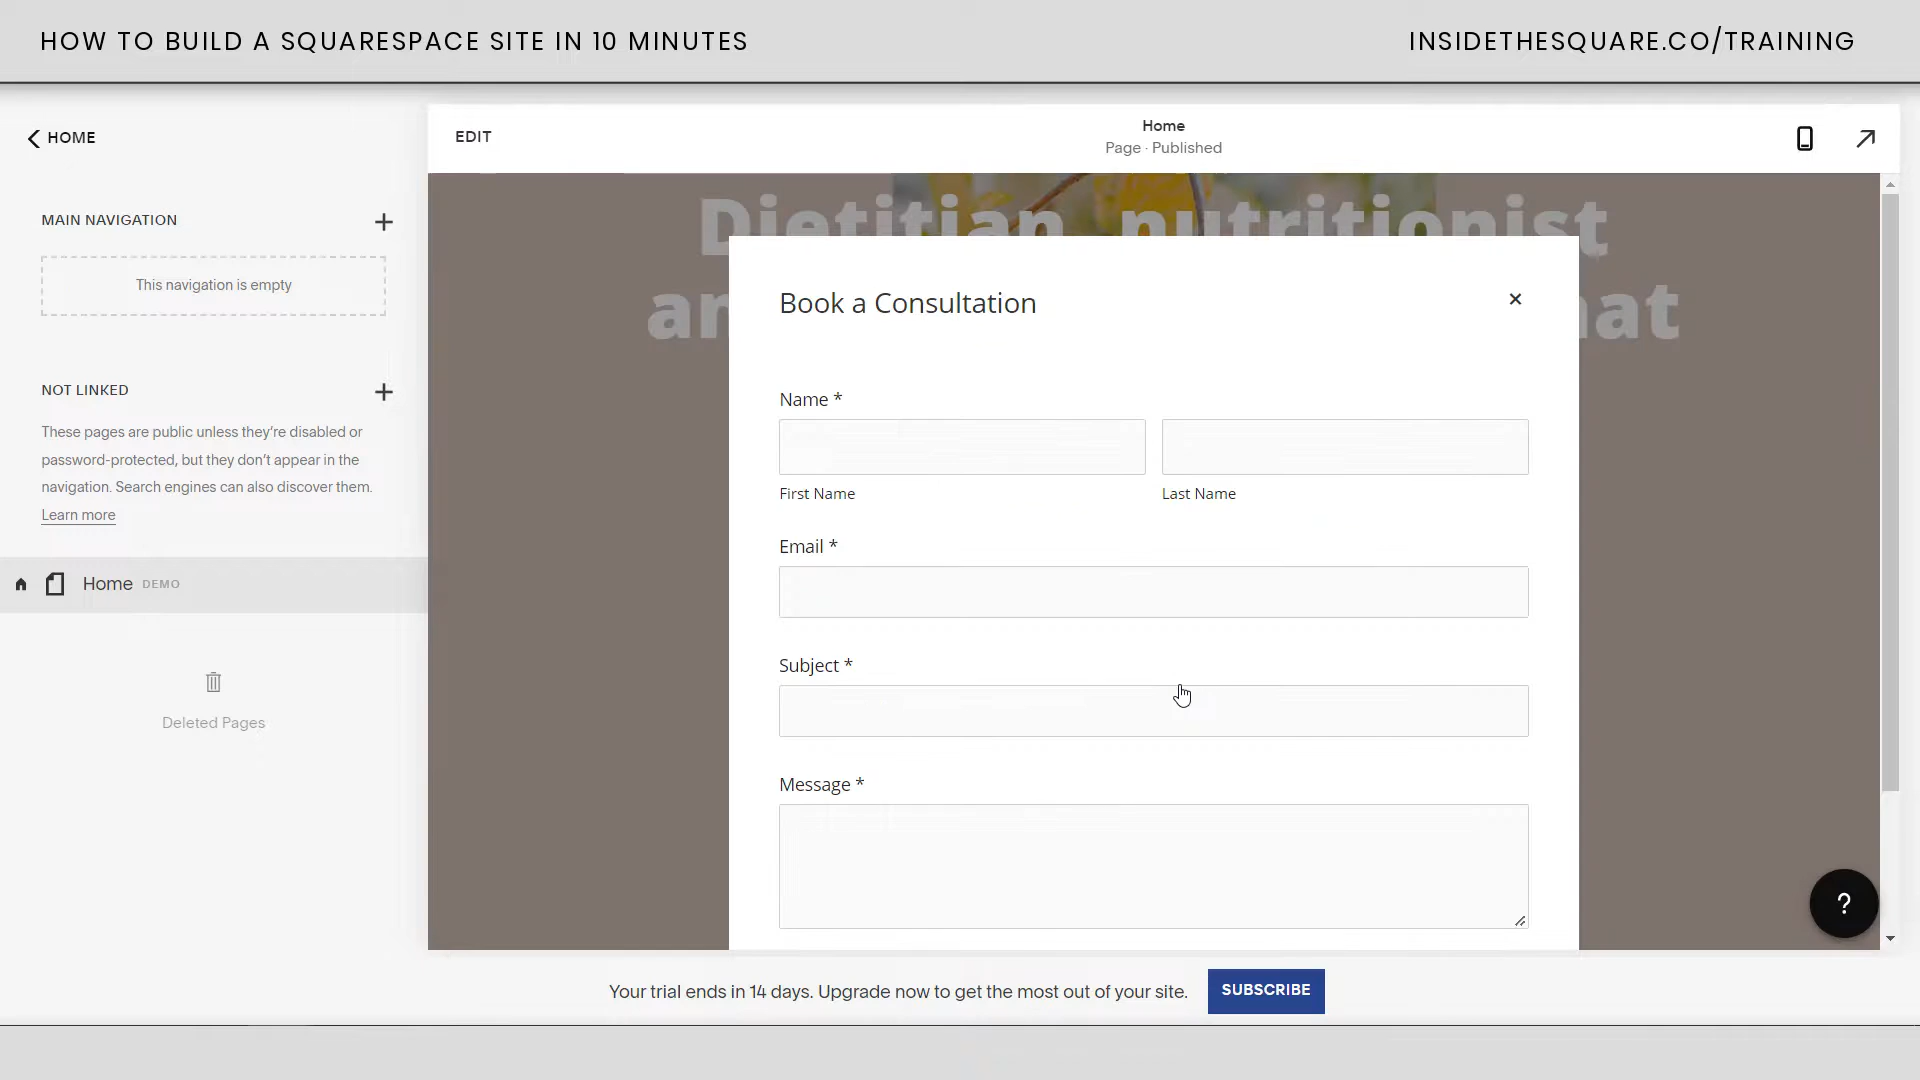 HOW TO BUILD A SQUARESPACE SITE IN 10 MINUTES
INSIDETHESQUARE.CO/TRAINING
HOME
MAIN NAVIGATION
This navigation is empty
NOT LINKED
These pages are public unless they're disabled or
password-protected, but they don't appear in the
navigation. Search engines can also discover them.
Learn more
Home DEMO
Deleted Pages
EDIT
Home
Page · Published
Dietitian, nutritionist
Book a Consultation
×
Name *
First Name
Last Name
Email *
Subject *
Message *
?
Your trial ends in 14 days. Upgrade now to get the most out of your site.
SUBSCRIBE